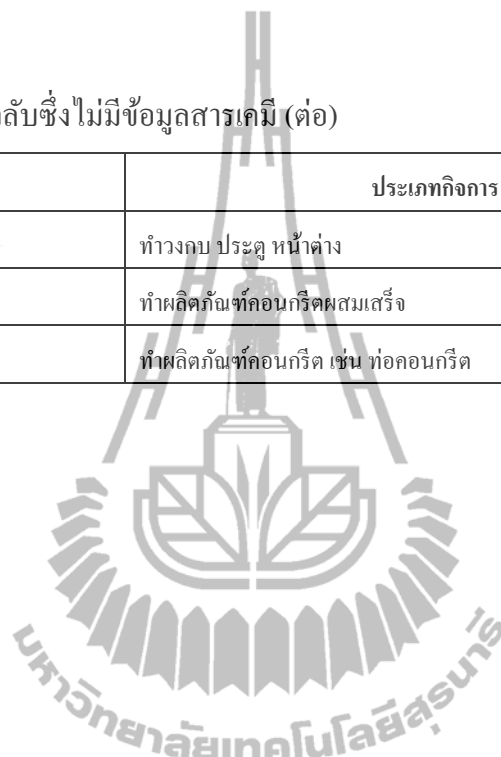 ซึ่งไม่มีข้อมูลสารเคมี (ต่อ)
ประเภทกิจการ
ทำวงกบ ประตู หน้าต่าง
ทำผลิตภัณฑ์คอนกรีตผสมเสร็จ
ทำผลิตภัณฑ์คอนกรีต เช่น ท่อคอนกรีต
มหาวิทยาลัยเทคโนโลยีสุรนารี